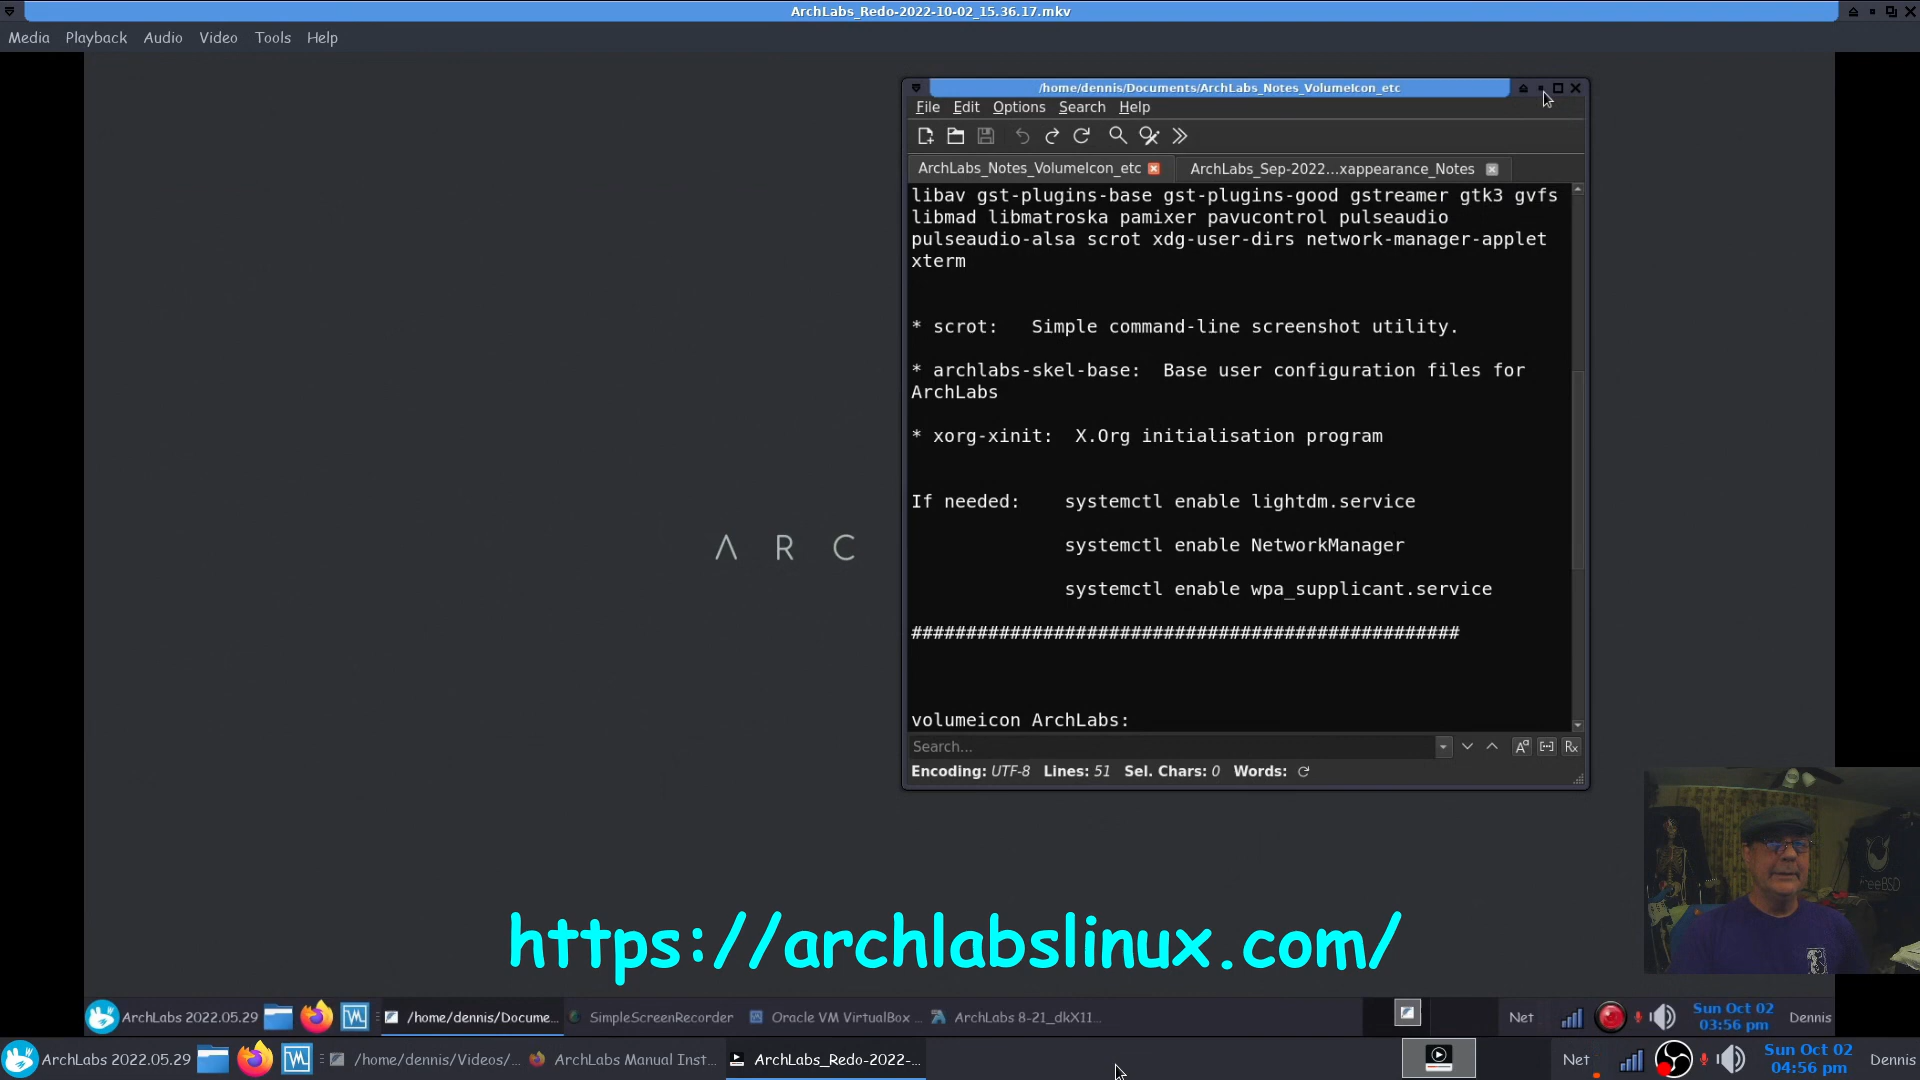 ArchLabs_Redo-2022-10-02_15.36.17.mkv
Media Playback Audio Video Tools Help
/home/dennis/Documents/ArchLabs_Notes_VolumeIcon_etc
File Edit Options Search Help
ArchLabs_Notes_VolumeIcon_etc ArchLabs_Sep-2022...xappearance_Notes
libav gst-plugins-base gst-plugins-good gstreamer gtk3 gvfs
libmad libmatroska pamixer pavucontrol pulseaudio
pulseaudio-alsa scrot xdg-user-dirs network-manager-applet
xterm
* scrot: Simple command-line screenshot utility.
* archlabs-skel-base: Base user configuration files for
ArchLabs
* xorg-xinit: X.Org initialisation program
If needed: systemctl enable lightdm.service
systemctl enable NetworkManager
systemctl enable wpa_supplicant.service
##################################################
volumeicon ArchLabs:
Search...
Encoding: UTF-8 Lines: 51 Sel. Chars: 0 Words:
Λ R C
FreeBSD
https://archlabslinux.com/
ArchLabs 2022.05.29 /home/dennis/Docume... SimpleScreenRecorder Oracle VM VirtualBox ... ArchLabs 8-21_dkX11... Net Sun Oct 02 Dennis
03:56 pm
ArchLabs 2022.05.29 /home/dennis/Videos/... ArchLabs Manual Inst... ArchLabs_Redo-2022-... Net Sun Oct 02 Dennis
04:56 pm